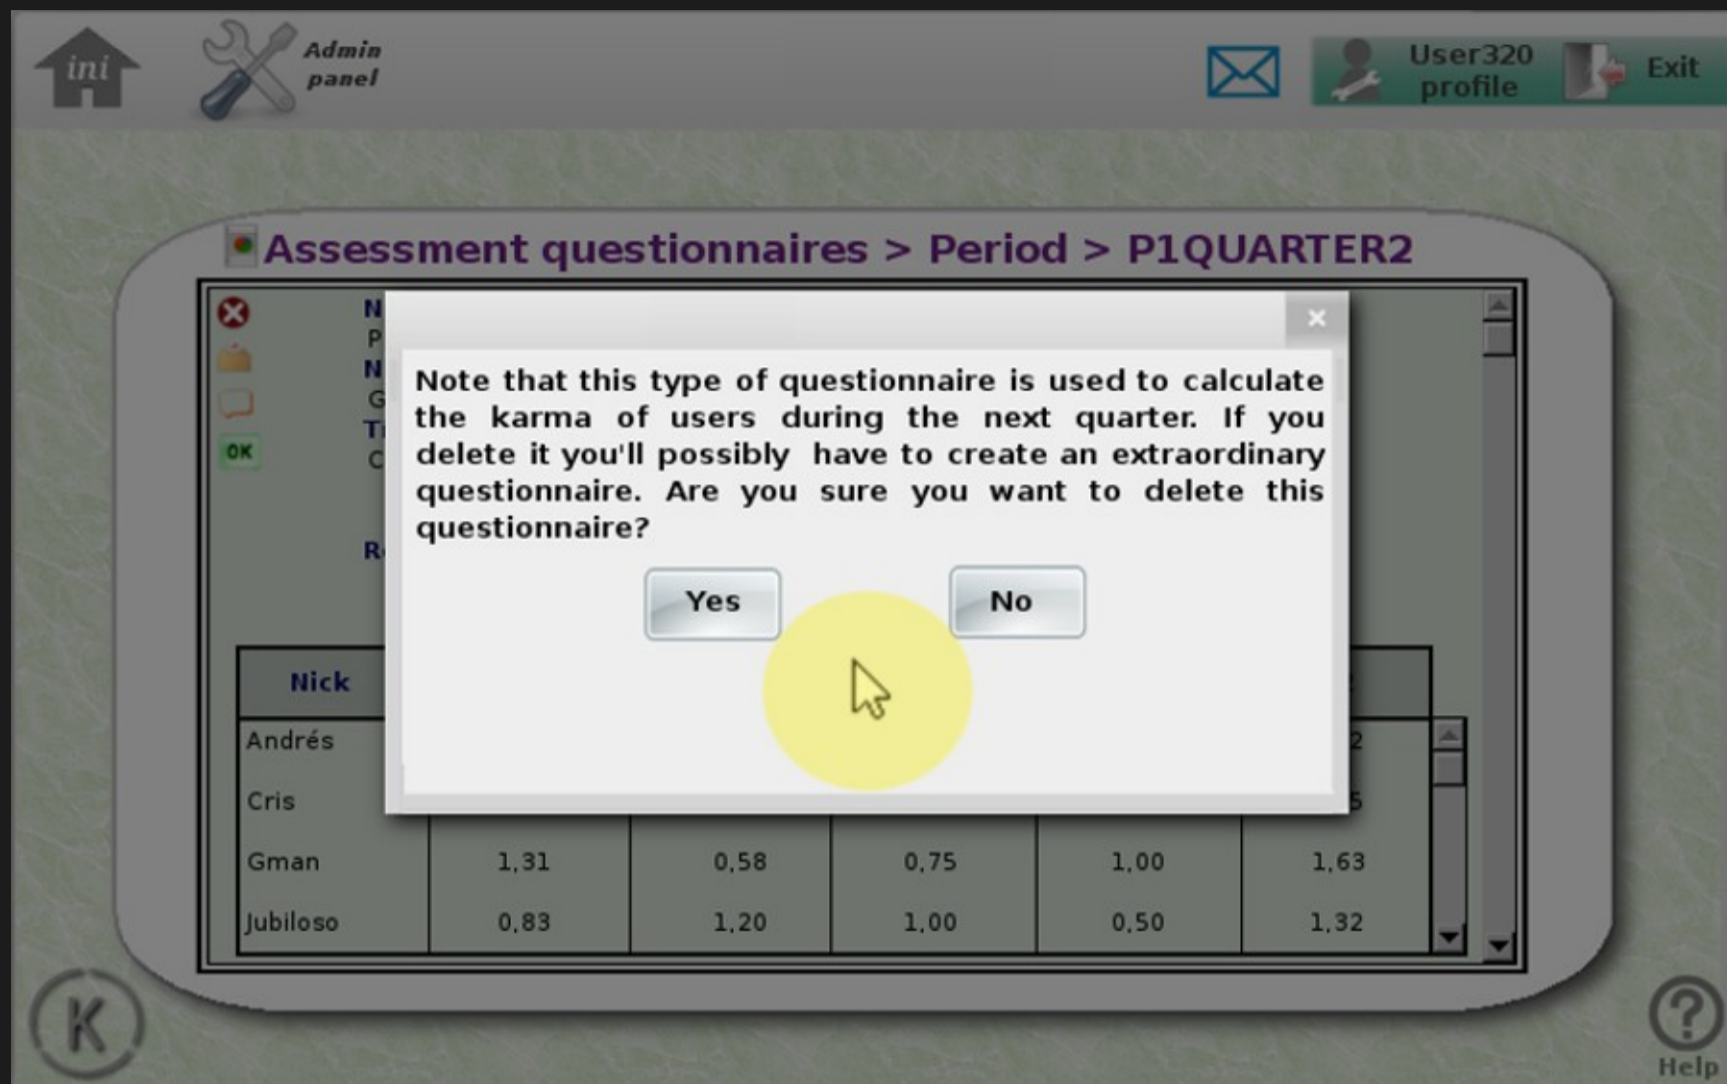 ini
Admin
panel
User320
profile
Exit
Assessment questionnaires > Period > P1QUARTER2
Note that this type of questionnaire is used to calculate
the karma of users during the next quarter. If you
delete it you'll possibly have to create an extraordinary
questionnaire. Are you sure you want to delete this
questionnaire?
Yes
No
OK
Nick
Andrés
Cris
Gman 1,31 0,58 0,75 1,00 1,63
Jubiloso 0,83 1,20 1,00 0,50 1,32
K
Help